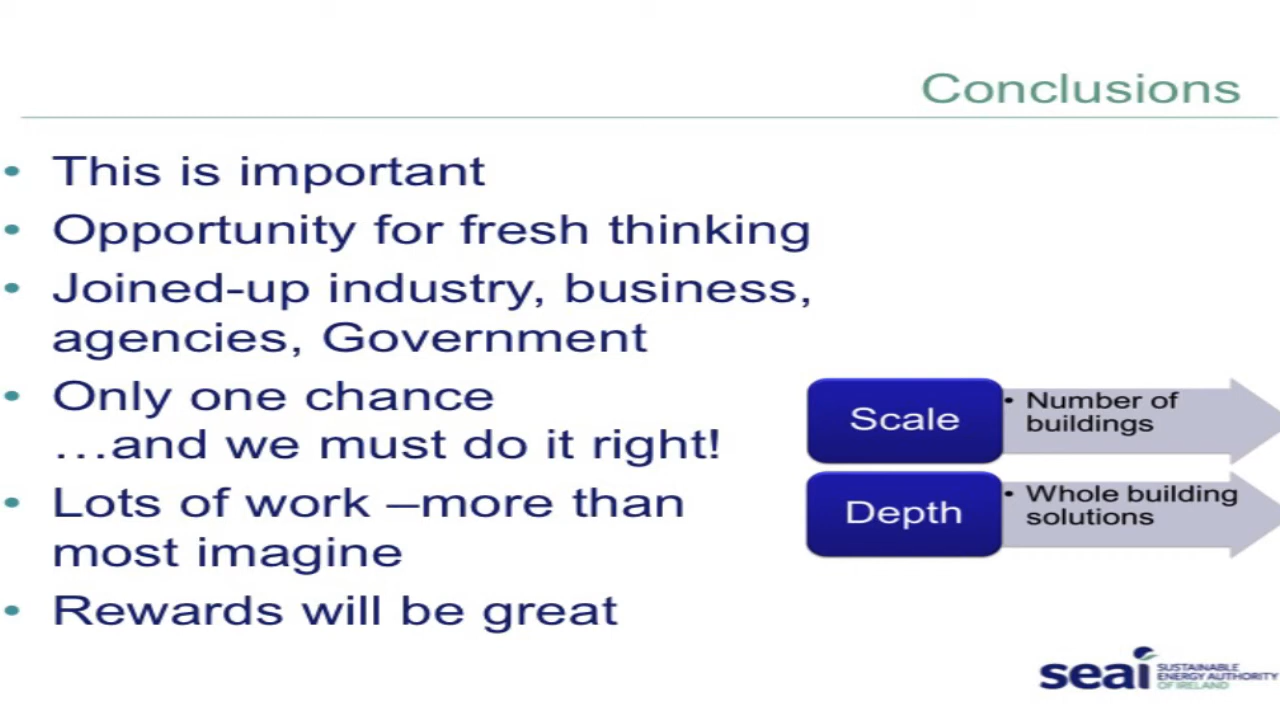 Conclusions
• This is important
• Opportunity for fresh thinking
• Joined-up industry, business,
agencies, Government
• Only one chance
…and we must do it right!
• Lots of work –more than
most imagine
• Rewards will be great
Scale
• Number of
buildings
Depth
• Whole building
solutions
seai
SUSTAINABLE
ENERGY AUTHORITY
OF IRELAND